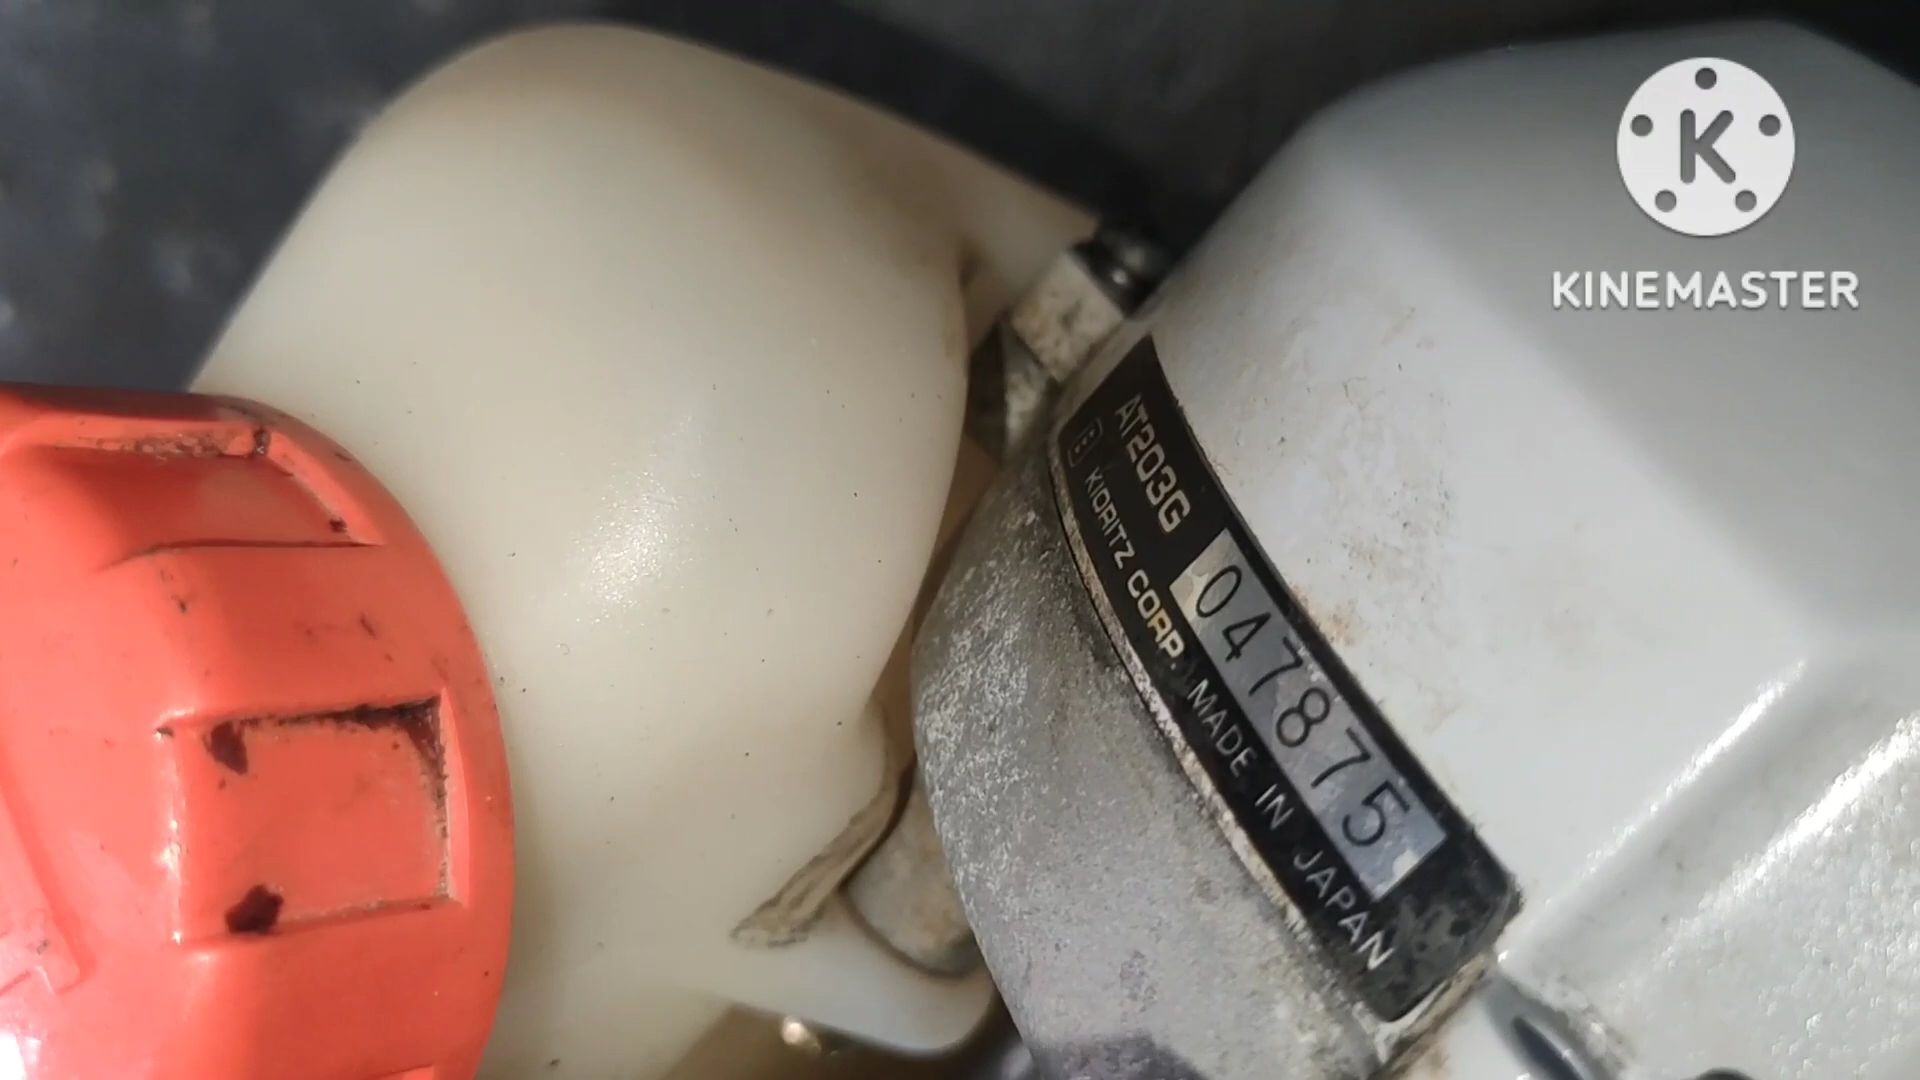 K
KINEMASTER
AT203G
047875
E KIORITZ CORP. MADE IN JAPAN